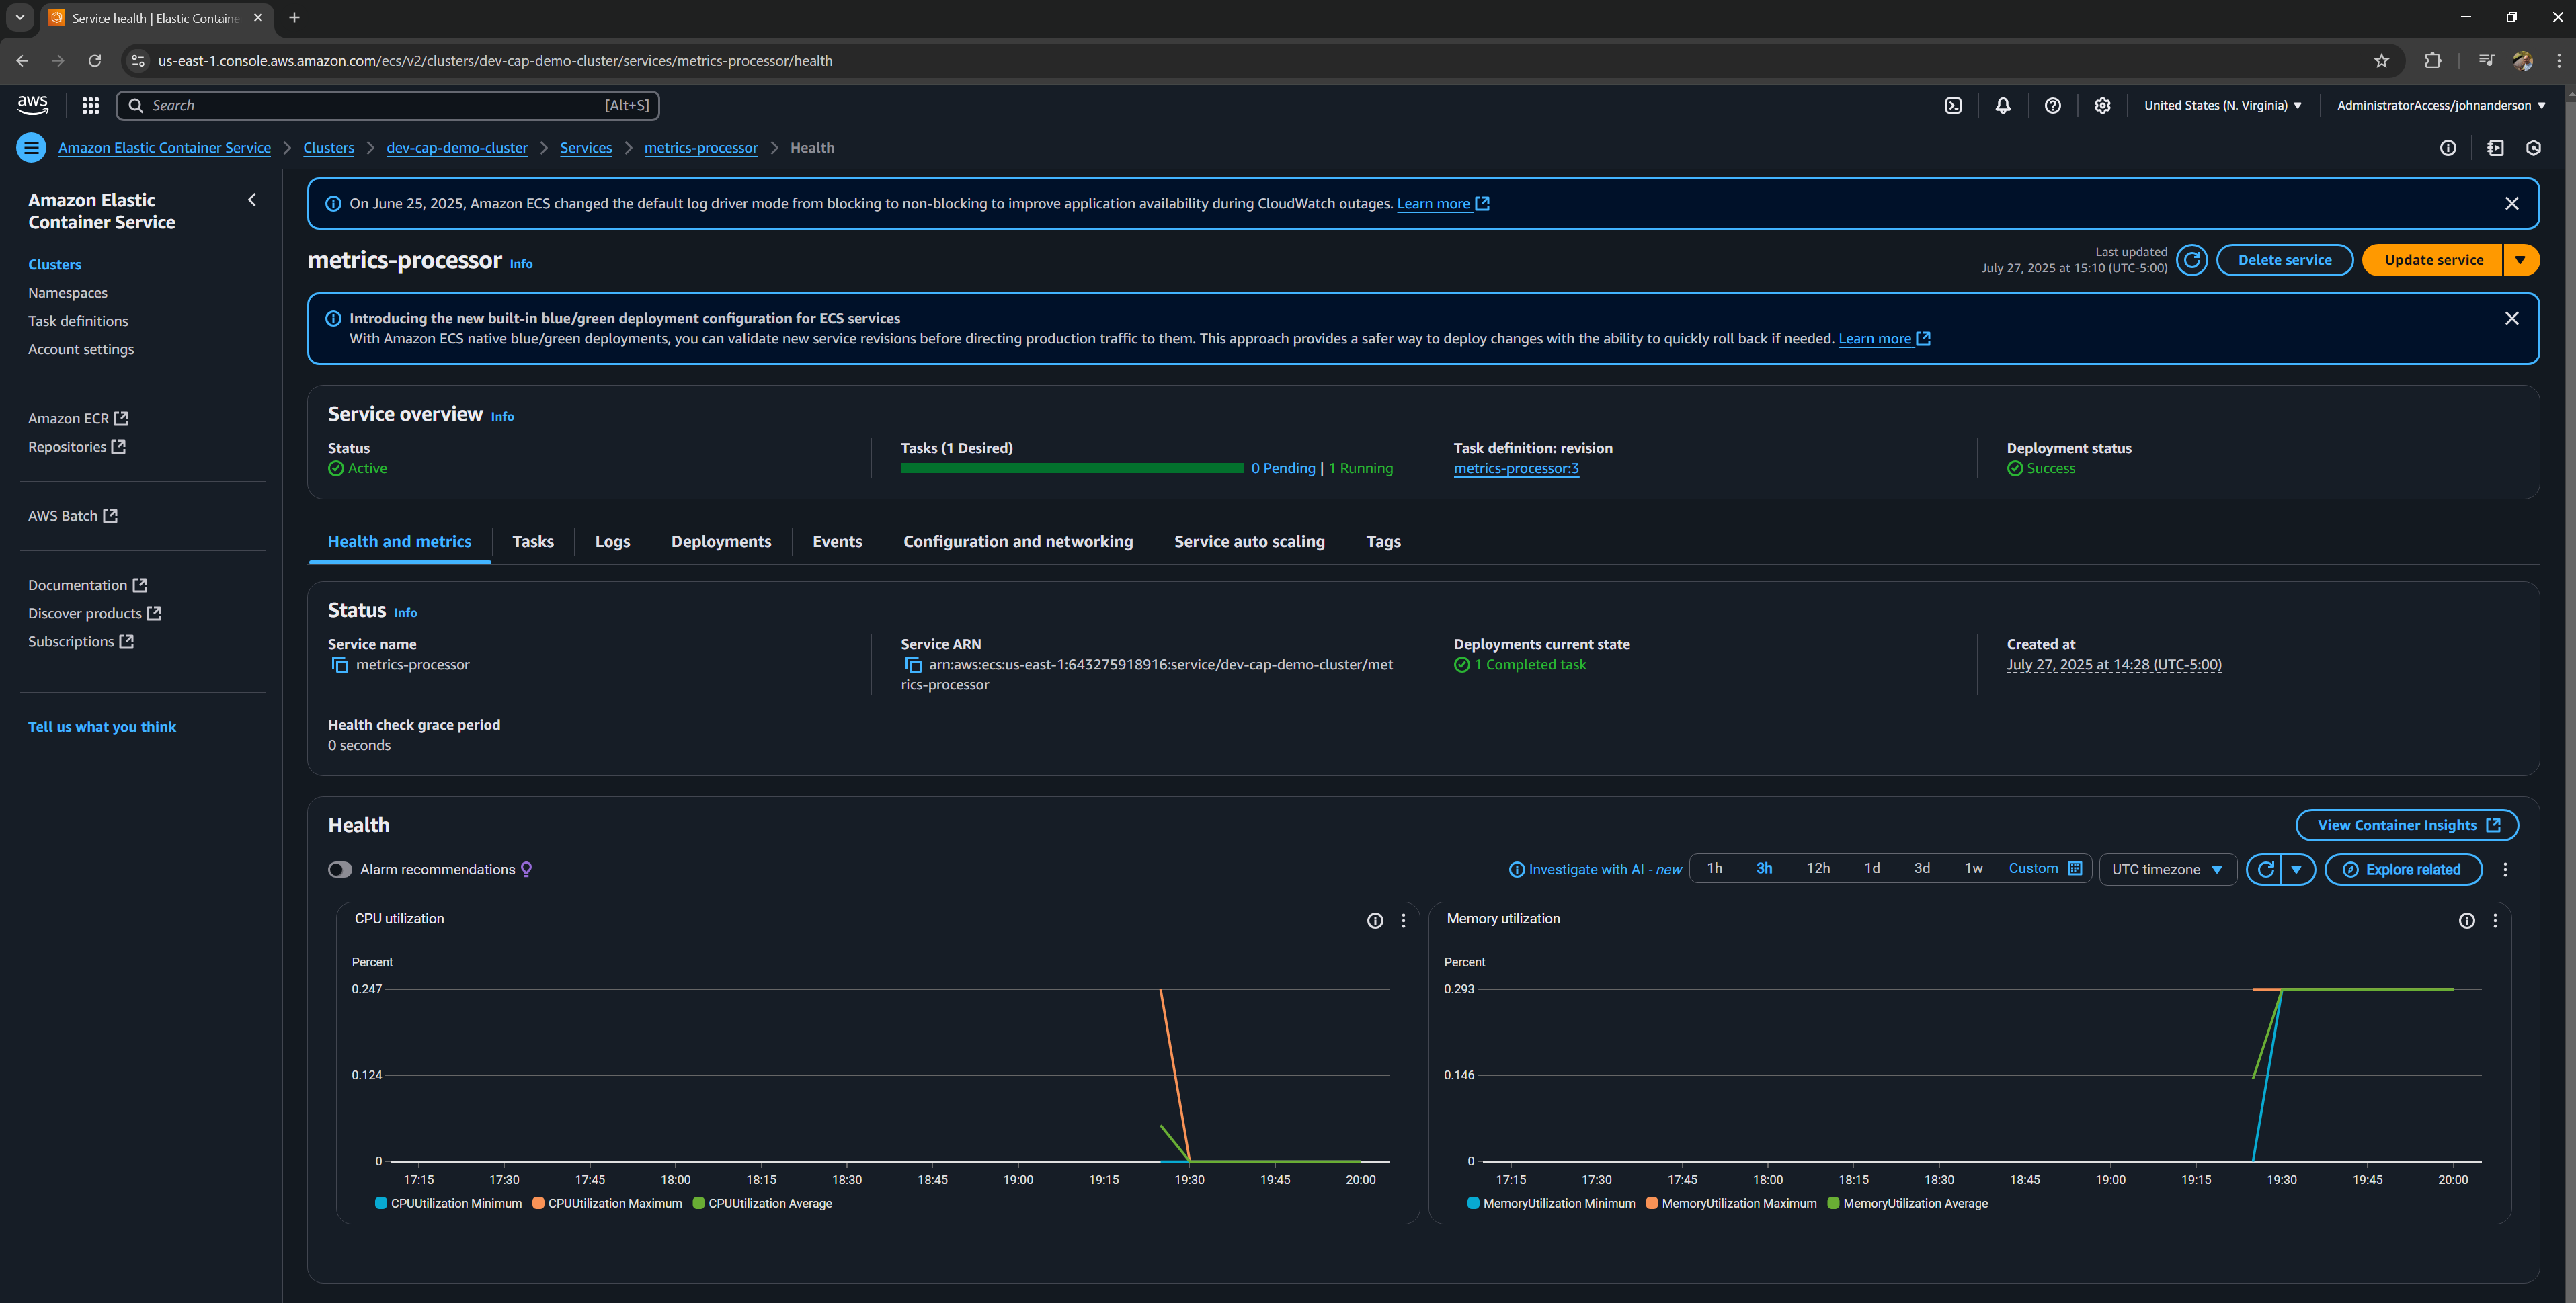 Service health | Elastic Containe
us-east-1.console.aws.amazon.com/ecs/v2/clusters/dev-cap-demo-cluster/services/metrics-processor/health
aws
Search
[Alt+S]
United States (N. Virginia)
AdministratorAccess/johnanderson
Amazon Elastic Container Service
Clusters
dev-cap-demo-cluster
Services
metrics-processor
Health
Amazon Elastic
Container Service
Clusters
Namespaces
Task definitions
Account settings
Amazon ECR
Repositories
AWS Batch
Documentation
Discover products
Subscriptions
Tell us what you think
On June 25, 2025, Amazon ECS changed the default log driver mode from blocking to non-blocking to improve application availability during CloudWatch outages. Learn more
metrics-processor Info
Last updated
July 27, 2025 at 15:10 (UTC-5:00)
Delete service
Update service
Introducing the new built-in blue/green deployment configuration for ECS services
With Amazon ECS native blue/green deployments, you can validate new service revisions before directing production traffic to them. This approach provides a safer way to deploy changes with the ability to quickly roll back if needed. Learn more
Service overview Info
Status
Active
Tasks (1 Desired)
0 Pending | 1 Running
Task definition: revision
metrics-processor:3
Deployment status
Success
Health and metrics
Tasks
Logs
Deployments
Events
Configuration and networking
Service auto scaling
Tags
Status Info
Service name
metrics-processor
Service ARN
arn:aws:ecs:us-east-1:643275918916:service/dev-cap-demo-cluster/met
rics-processor
Deployments current state
1 Completed task
Created at
July 27, 2025 at 14:28 (UTC-5:00)
Health check grace period
0 seconds
Health
View Container Insights
Alarm recommendations
Investigate with AI - new
1h
3h
12h
1d
3d
1w
Custom
UTC timezone
Explore related
CPU utilization
Percent
0.247
0.124
0
17:15
17:30
17:45
18:00
18:15
18:30
18:45
19:00
19:15
19:30
19:45
20:00
CPUUtilization Minimum
CPUUtilization Maximum
CPUUtilization Average
Memory utilization
Percent
0.293
0.146
0
17:15
17:30
17:45
18:00
18:15
18:30
18:45
19:00
19:15
19:30
19:45
20:00
MemoryUtilization Minimum
MemoryUtilization Maximum
MemoryUtilization Average